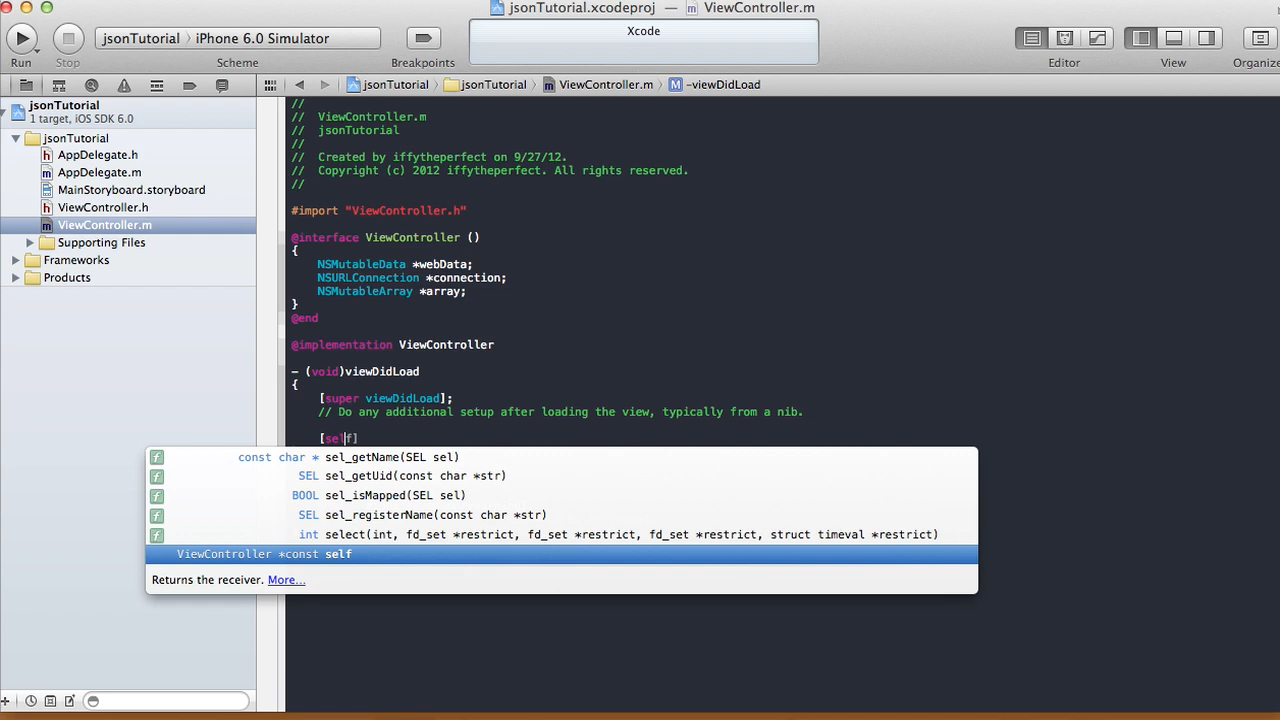 jsonTutorial.xcodeproj — ViewController.m
Xcode
jsonTutorial › iPhone 6.0 Simulator
Run
Stop
Scheme
Breakpoints
Editor
View
Organize
jsonTutorial
jsonTutorial
ViewController.m
-viewDidLoad
jsonTutorial
1 target, iOS SDK 6.0
jsonTutorial
AppDelegate.h
AppDelegate.m
MainStoryboard.storyboard
ViewController.h
ViewController.m
Supporting Files
Frameworks
Products
//
//  ViewController.m
//  jsonTutorial
//
//  Created by iffytheperfect on 9/27/12.
//  Copyright (c) 2012 iffytheperfect. All rights reserved.
//
#import "ViewController.h"
@interface ViewController ()
{
NSMutableData *webData;
NSURLConnection *connection;
NSMutableArray *array;
}
@end
@implementation ViewController
- (void)viewDidLoad
{
[super viewDidLoad];
// Do any additional setup after loading the view, typically from a nib.
[self]
const char * sel_getName(SEL sel)
SEL sel_getUid(const char *str)
BOOL sel_isMapped(SEL sel)
SEL sel_registerName(const char *str)
int select(int, fd_set *restrict, fd_set *restrict, fd_set *restrict, struct timeval *restrict)
ViewController *const self
Returns the receiver. More...